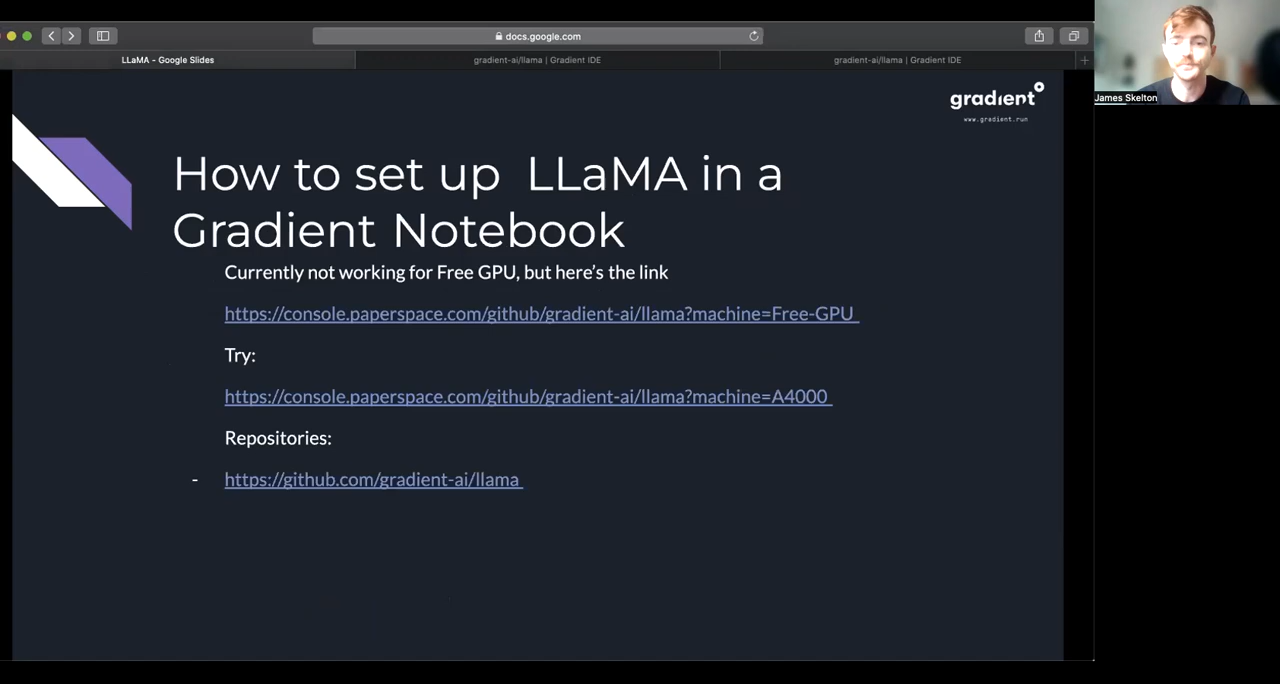 docs.google.com
LLaMA - Google Slides
gradient-ai/llama | Gradient IDE
gradient-ai/llama | Gradient IDE
James Skelton
gradient
www.gradient.run
How to set up LLaMA in a
Gradient Notebook
Currently not working for Free GPU, but here's the link
https://console.paperspace.com/github/gradient-ai/llama?machine=Free-GPU
Try:
https://console.paperspace.com/github/gradient-ai/llama?machine=A4000
Repositories:
- https://github.com/gradient-ai/llama